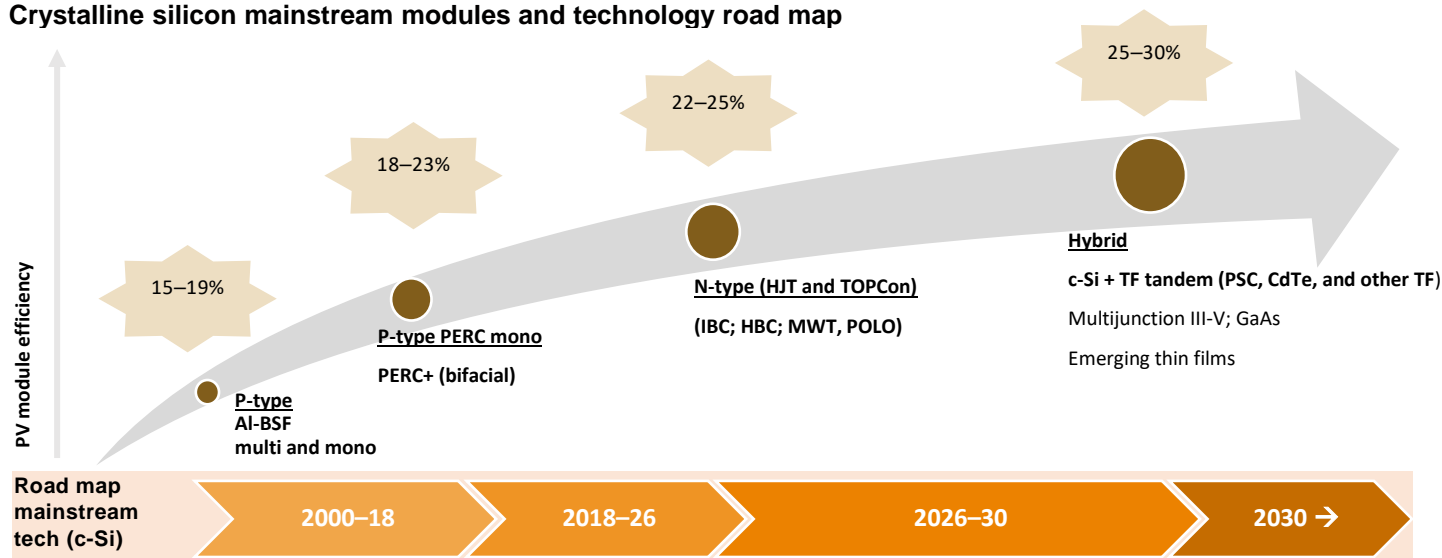 Crystalline silicon mainstream modules and technology road map
PV module efficiency
15–19%
18–23%
22–25%
25–30%
P-type
Al-BSF
multi and mono
P-type PERC mono
PERC+ (bifacial)
N-type (HJT and TOPCon)
(IBC; HBC; MWT, POLO)
Hybrid
c-Si + TF tandem (PSC, CdTe, and other TF)
Multijunction III-V; GaAs
Emerging thin films
Road map
mainstream
tech (c-Si)
2000–18
2018–26
2026–30
2030 →